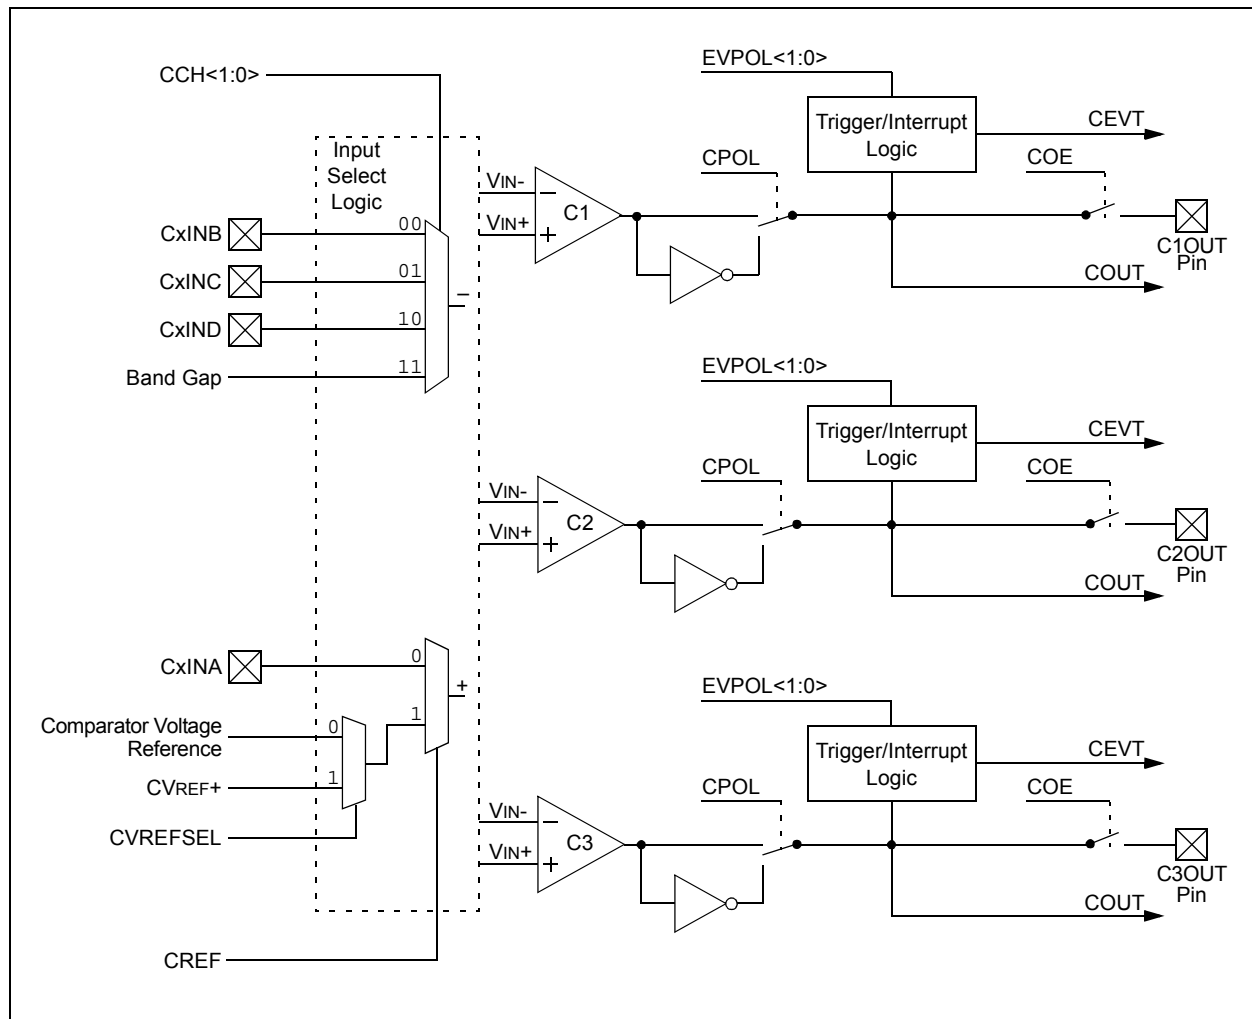 CCH<1:0>
Input
Select
Logic
CxINB
00
CxINC
01
CxIND
10
Band Gap
11
–
CxINA
0
+
Comparator Voltage
Reference
0
1
CVREF+
1
CVREFSEL
CREF
EVPOL<1:0>
Trigger/Interrupt
Logic
CEVT
CPOL
COE
VIN-
VIN+
–
+
C1
C1OUT
Pin
COUT
EVPOL<1:0>
Trigger/Interrupt
Logic
CEVT
CPOL
COE
VIN-
VIN+
–
+
C2
C2OUT
Pin
COUT
EVPOL<1:0>
Trigger/Interrupt
Logic
CEVT
CPOL
COE
VIN-
VIN+
–
+
C3
C3OUT
Pin
COUT